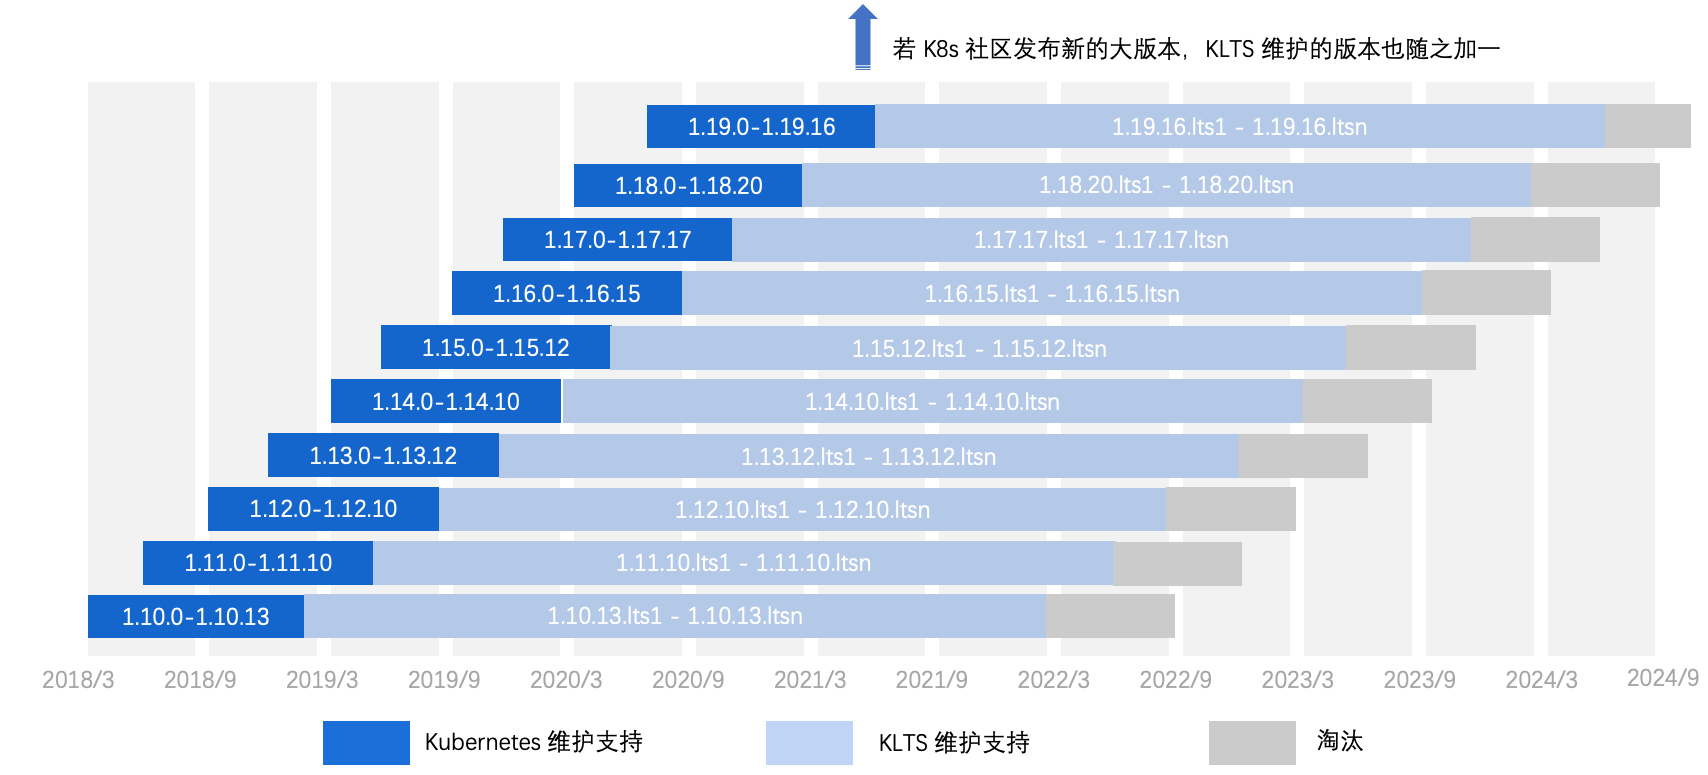 若 K8s 社区发布新的大版本，KLTS 维护的版本也随之加一
1.19.0-1.19.16 1.19.16.lts1 - 1.19.16.ltsn
1.18.0-1.18.20 1.18.20.lts1 - 1.18.20.ltsn
1.17.0-1.17.17 1.17.17.lts1 - 1.17.17.ltsn
1.16.0-1.16.15 1.16.15.lts1 - 1.16.15.ltsn
1.15.0-1.15.12 1.15.12.lts1 - 1.15.12.ltsn
1.14.0-1.14.10 1.14.10.lts1 - 1.14.10.ltsn
1.13.0-1.13.12 1.13.12.lts1 - 1.13.12.ltsn
1.12.0-1.12.10 1.12.10.lts1 - 1.12.10.ltsn
1.11.0-1.11.10 1.11.10.lts1 - 1.11.10.ltsn
1.10.0-1.10.13 1.10.13.lts1 - 1.10.13.ltsn
2018/3 2018/9 2019/3 2019/9 2020/3 2020/9 2021/3 2021/9 2022/3 2022/9 2023/3 2023/9 2024/3 2024/9
Kubernetes 维护支持 KLTS 维护支持 淘汰